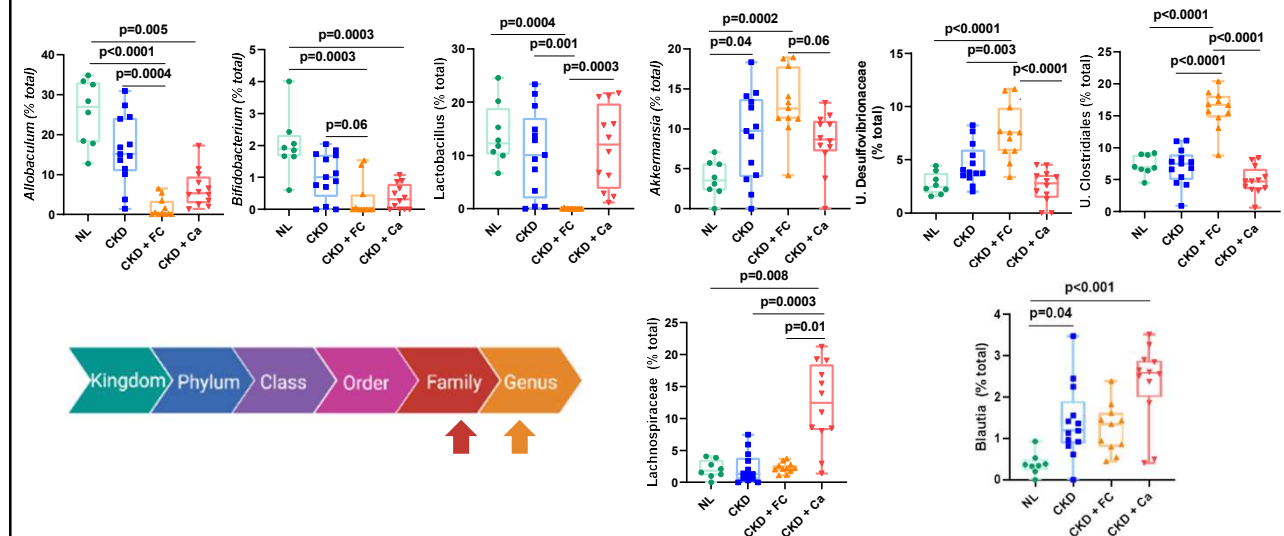 p=0.005
p<0.0001
p=0.0004
Allobaculum (% total)
40
30
20
10
0
NL
CKD
CKD + FC
CKD + Ca
p=0.0003
p=0.0003
p=0.06
Bifidobacterium (% total)
6
4
2
0
NL
CKD
CKD + FC
CKD + Ca
p=0.0004
p=0.001
p=0.0003
Lactobacillus (% total)
30
20
10
0
NL
CKD
CKD + FC
CKD + Ca
p=0.0002
p=0.04
p=0.06
Akkermansia (% total)
20
15
10
5
0
NL
CKD
CKD + FC
CKD + Ca
p<0.0001
p=0.003
p<0.0001
U. Desulfovibrionaceae
(% total)
15
10
5
0
NL
CKD
CKD + FC
CKD + Ca
p<0.0001
p<0.0001
p<0.0001
U. Clostridiales (% total)
25
20
15
10
5
0
NL
CKD
CKD + FC
CKD + Ca
Kingdom
Phylum
Class
Order
Family
Genus
p=0.008
p=0.0003
p=0.01
Lachnospiraceae (% total)
25
20
15
10
5
0
NL
CKD
CKD + FC
CKD + Ca
p<0.001
p=0.04
Blautia (% total)
4
3
2
1
0
NL
CKD
CKD + FC
CKD + Ca